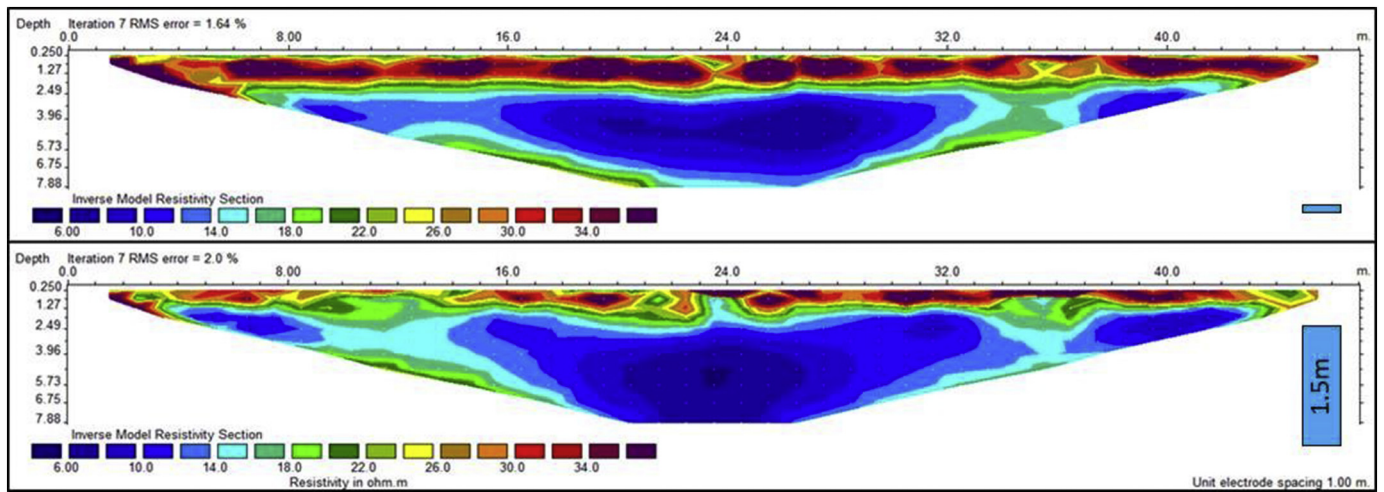 Depth Iteration 7 RMS error = 1.64 %
0.0 8.00 16.0 24.0 32.0 40.0 m.
0.250
1.27
2.49
3.96
5.73
6.75
7.88
Inverse Model Resistivity Section
6.00 10.0 14.0 18.0 22.0 26.0 30.0 34.0
Depth Iteration 7 RMS error = 2.0 %
0.0 8.00 16.0 24.0 32.0 40.0 m.
0.250
1.27
2.49
3.96
5.73
6.75
7.88
1.5m
Inverse Model Resistivity Section
6.00 10.0 14.0 18.0 22.0 26.0 30.0 34.0
Resistivity in ohm.m Unit electrode spacing 1.00 m.